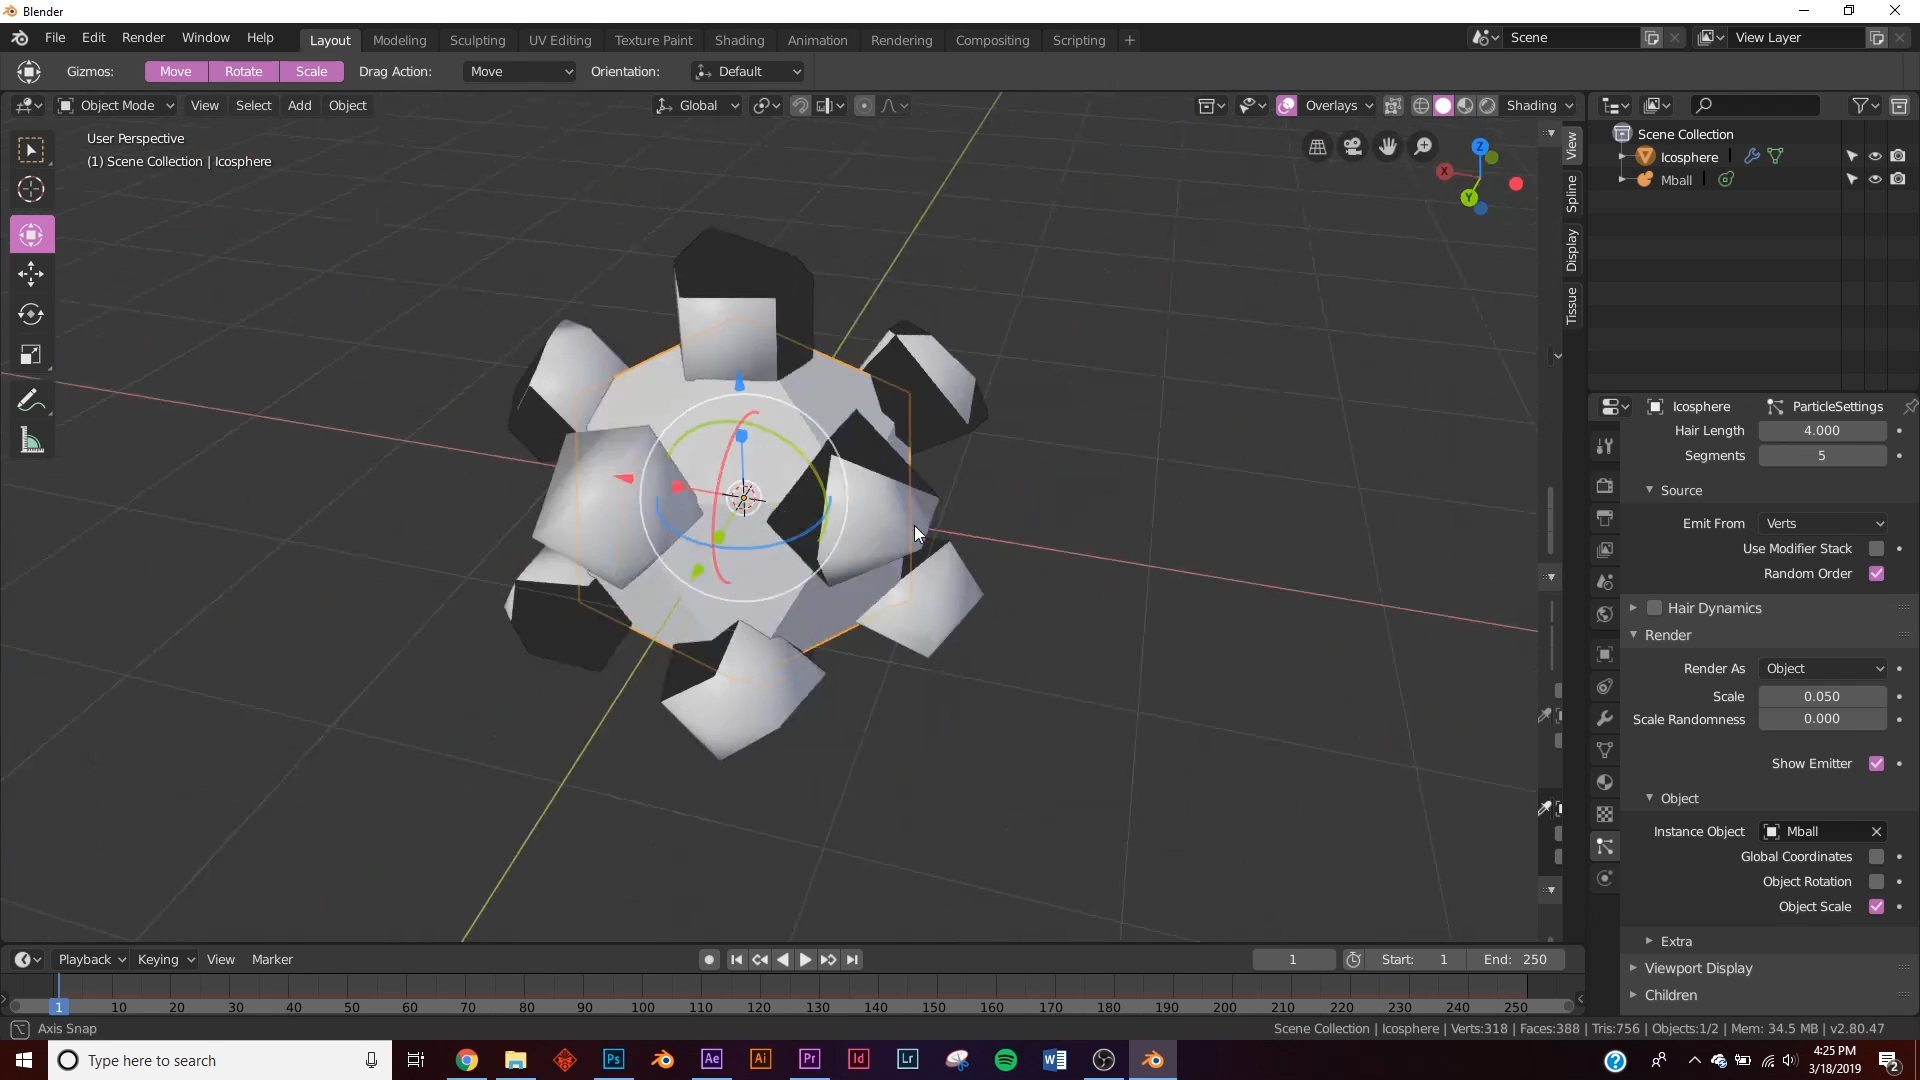 Blender
File Edit Render Window Help Layout Modeling Sculpting UV Editing Texture Paint Shading Animation Rendering Compositing Scripting + Scene View Layer
Gizmos: Move Rotate Scale Drag Action: Move Orientation: Default
Object Mode View Select Add Object Global Overlays Shading
User Perspective
(1) Scene Collection | Icosphere
Z
X
Y
View
Spline
Display
Tissue
Scene Collection
Icosphere
Mball
Icosphere ParticleSettings
Hair Length 4.000
Segments 5
Source
Emit From Verts
Use Modifier Stack
Random Order
Hair Dynamics
Render
Render As Object
Scale 0.050
Scale Randomness 0.000
Show Emitter
Object
Instance Object Mball
Global Coordinates
Object Rotation
Object Scale
Extra
Viewport Display
Children
Playback Keying View Marker 1 Start: 1 End: 250
1 10 20 30 40 50 60 70 80 90 100 110 120 130 140 150 160 170 180 190 200 210 220 230 240 250
Axis Snap Scene Collection | Icosphere | Verts:318 | Faces:388 | Tris:756 | Objects:1/2 | Mem: 34.5 MB | v2.80.47
Type here to search Ps Ae Ai Pr Id Lr W ? 4:25 PM
3/18/2019 2